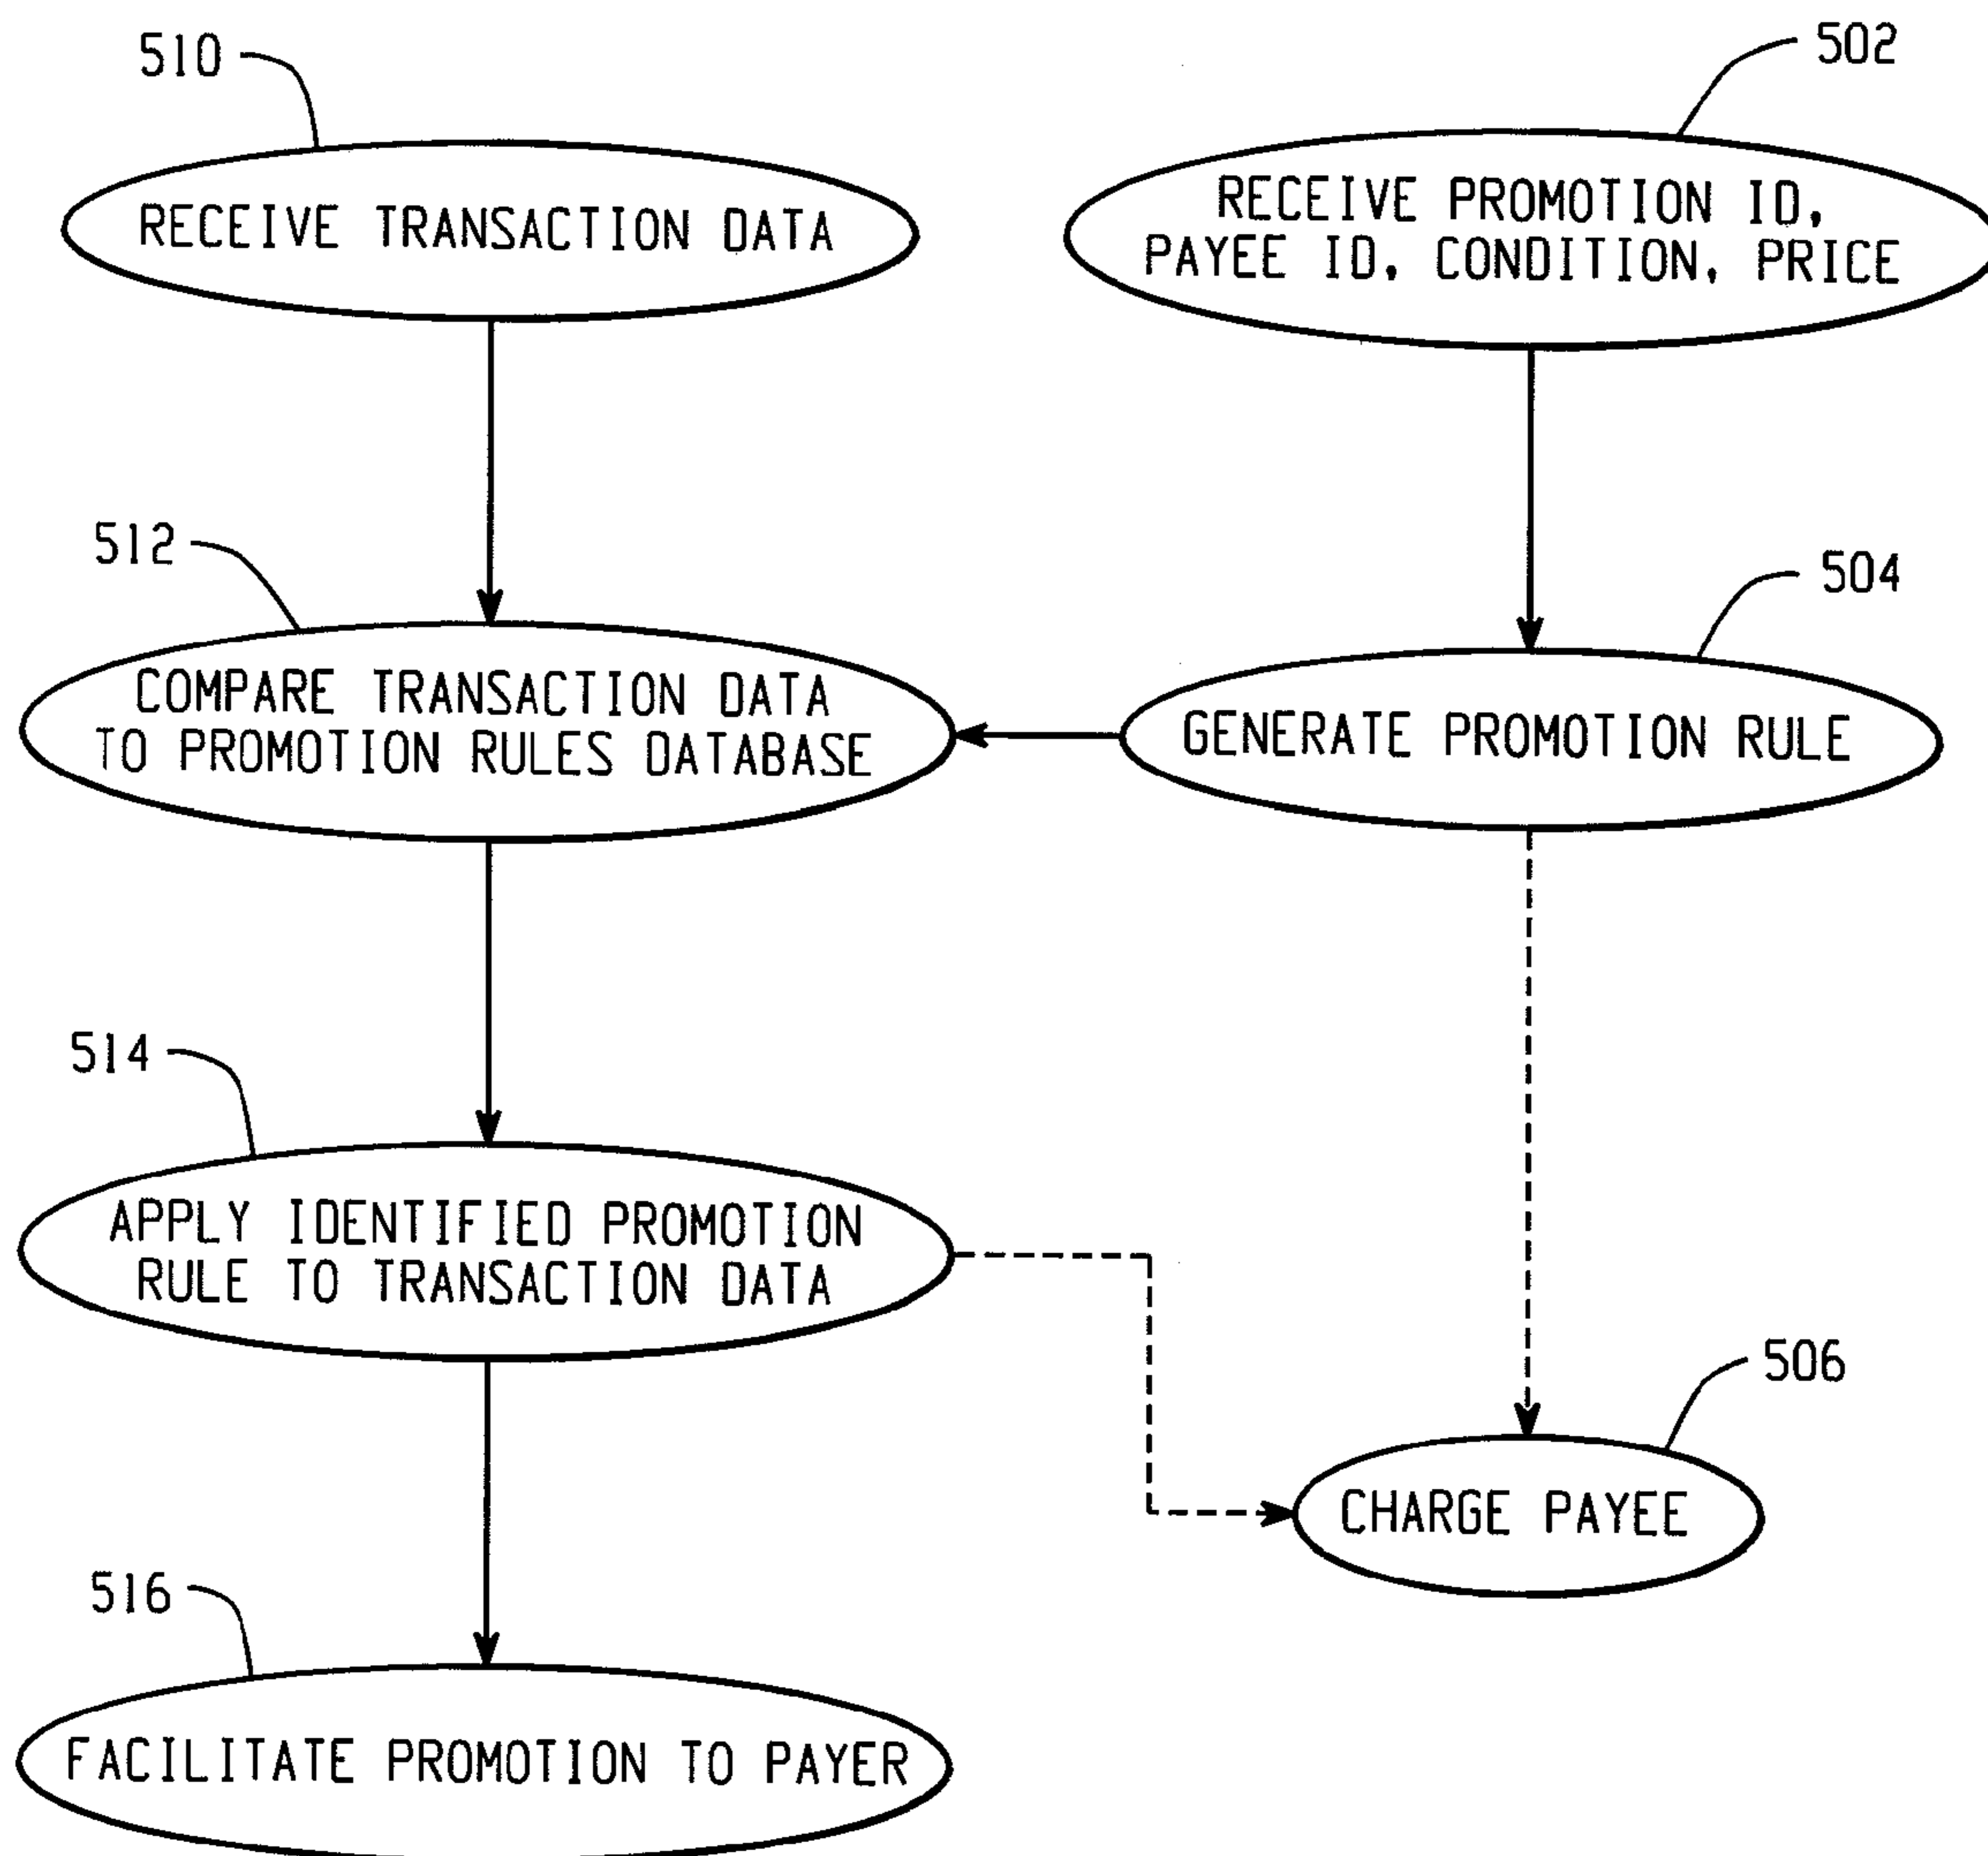 510
502
RECEIVE TRANSACTION DATA
RECEIVE PROMOTION ID,
PAYEE ID, CONDITION, PRICE
512
504
COMPARE TRANSACTION DATA
TO PROMOTION RULES DATABASE
GENERATE PROMOTION RULE
514
APPLY IDENTIFIED PROMOTION
RULE TO TRANSACTION DATA
506
CHARGE PAYEE
516
FACILITATE PROMOTION TO PAYER